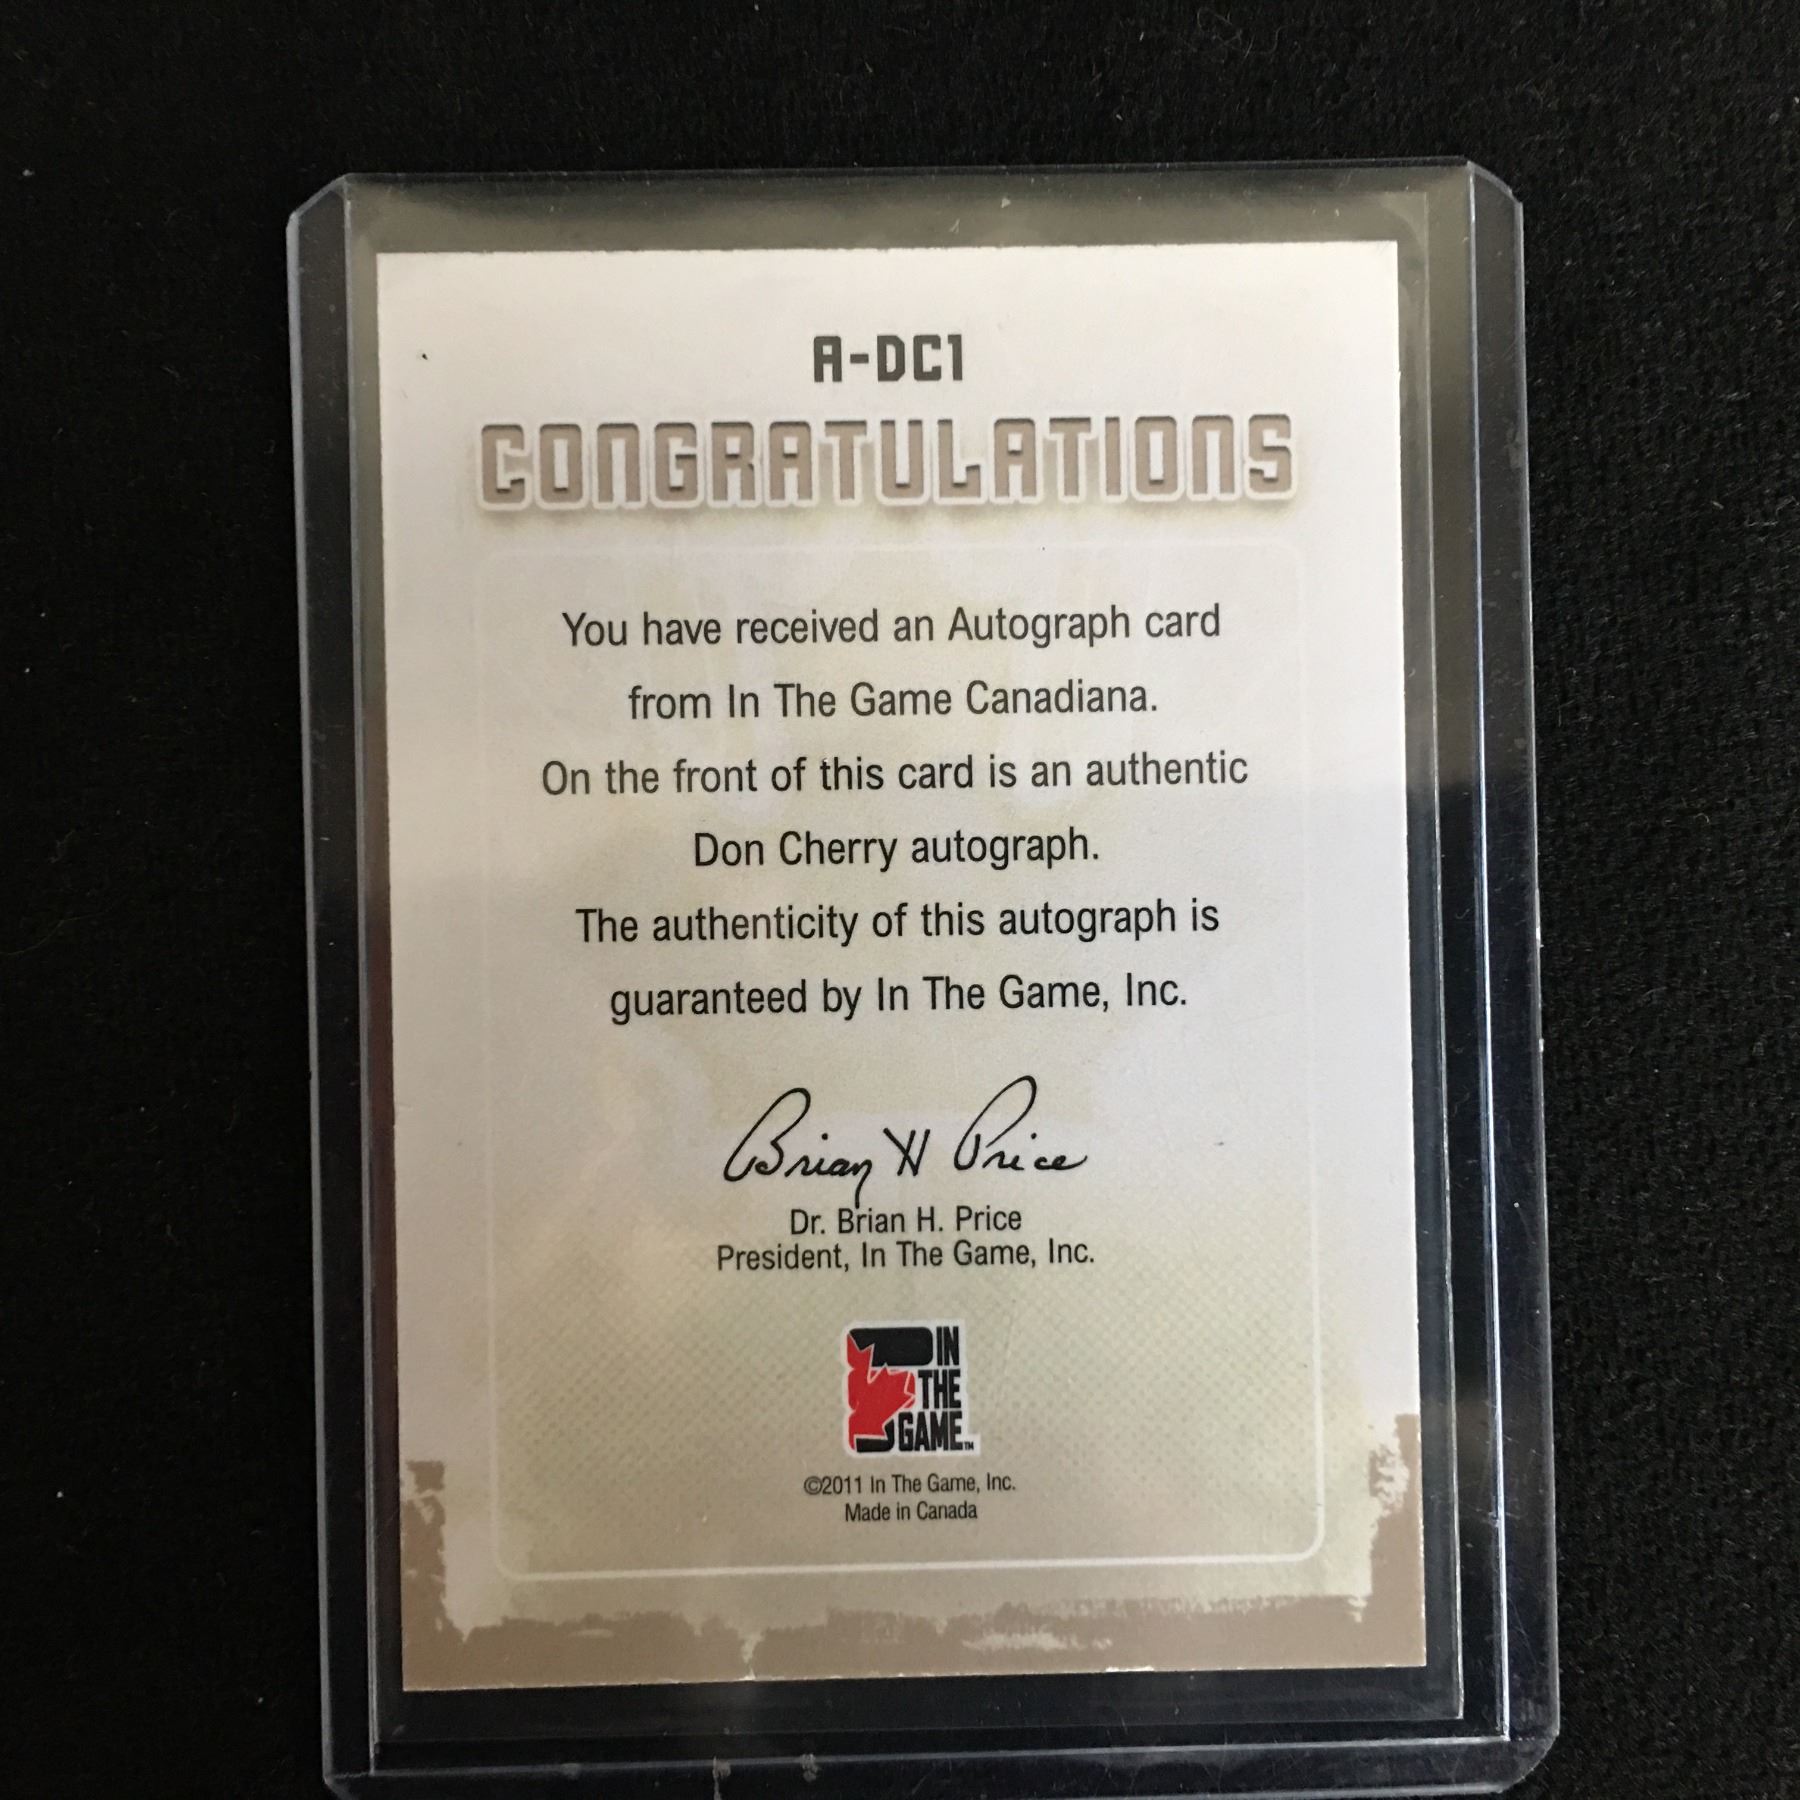 A-DC1
CONGRATULATIONS
You have received an Autograph card
from In The Game Canadiana.
On the front of this card is an authentic
Don Cherry autograph.
The authenticity of this autograph is
guaranteed by In The Game, Inc.
Brian H Price
Dr. Brian H. Price
President, In The Game, Inc.
IN
THE
GAME™
©2011 In The Game, Inc.
Made in Canada